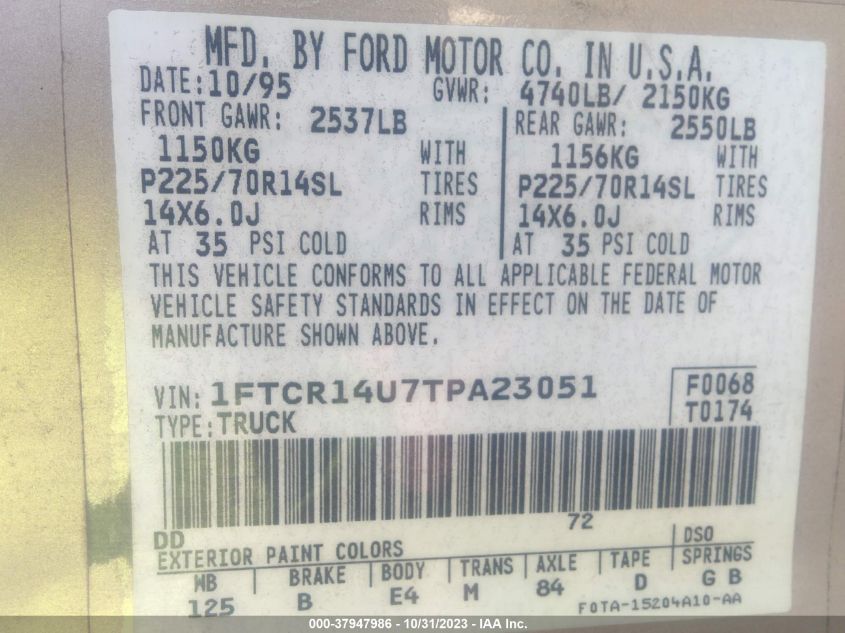 MFD. BY FORD MOTOR CO. IN U.S.A.
DATE: 10/95 GVWR: 4740LB/ 2150KG
FRONT GAWR: 2537LB REAR GAWR: 2550LB
1150KG WITH 1156KG WITH
P225/70R14SL TIRES P225/70R14SL TIRES
14X6.0J RIMS 14X6.0J RIMS
AT 35 PSI COLD AT 35 PSI COLD
THIS VEHICLE CONFORMS TO ALL APPLICABLE FEDERAL MOTOR
VEHICLE SAFETY STANDARDS IN EFFECT ON THE DATE OF
MANUFACTURE SHOWN ABOVE.
VIN: 1FTCR14U7TPA23051 F0068
TYPE: TRUCK T0174
72
DD
EXTERIOR PAINT COLORS DSO
WB BRAKE BODY TRANS AXLE TAPE SPRINGS
125 B E4 M 84 D G B
F0TA-15204A10-AA
000-37947986 - 10/31/2023 - IAA Inc.